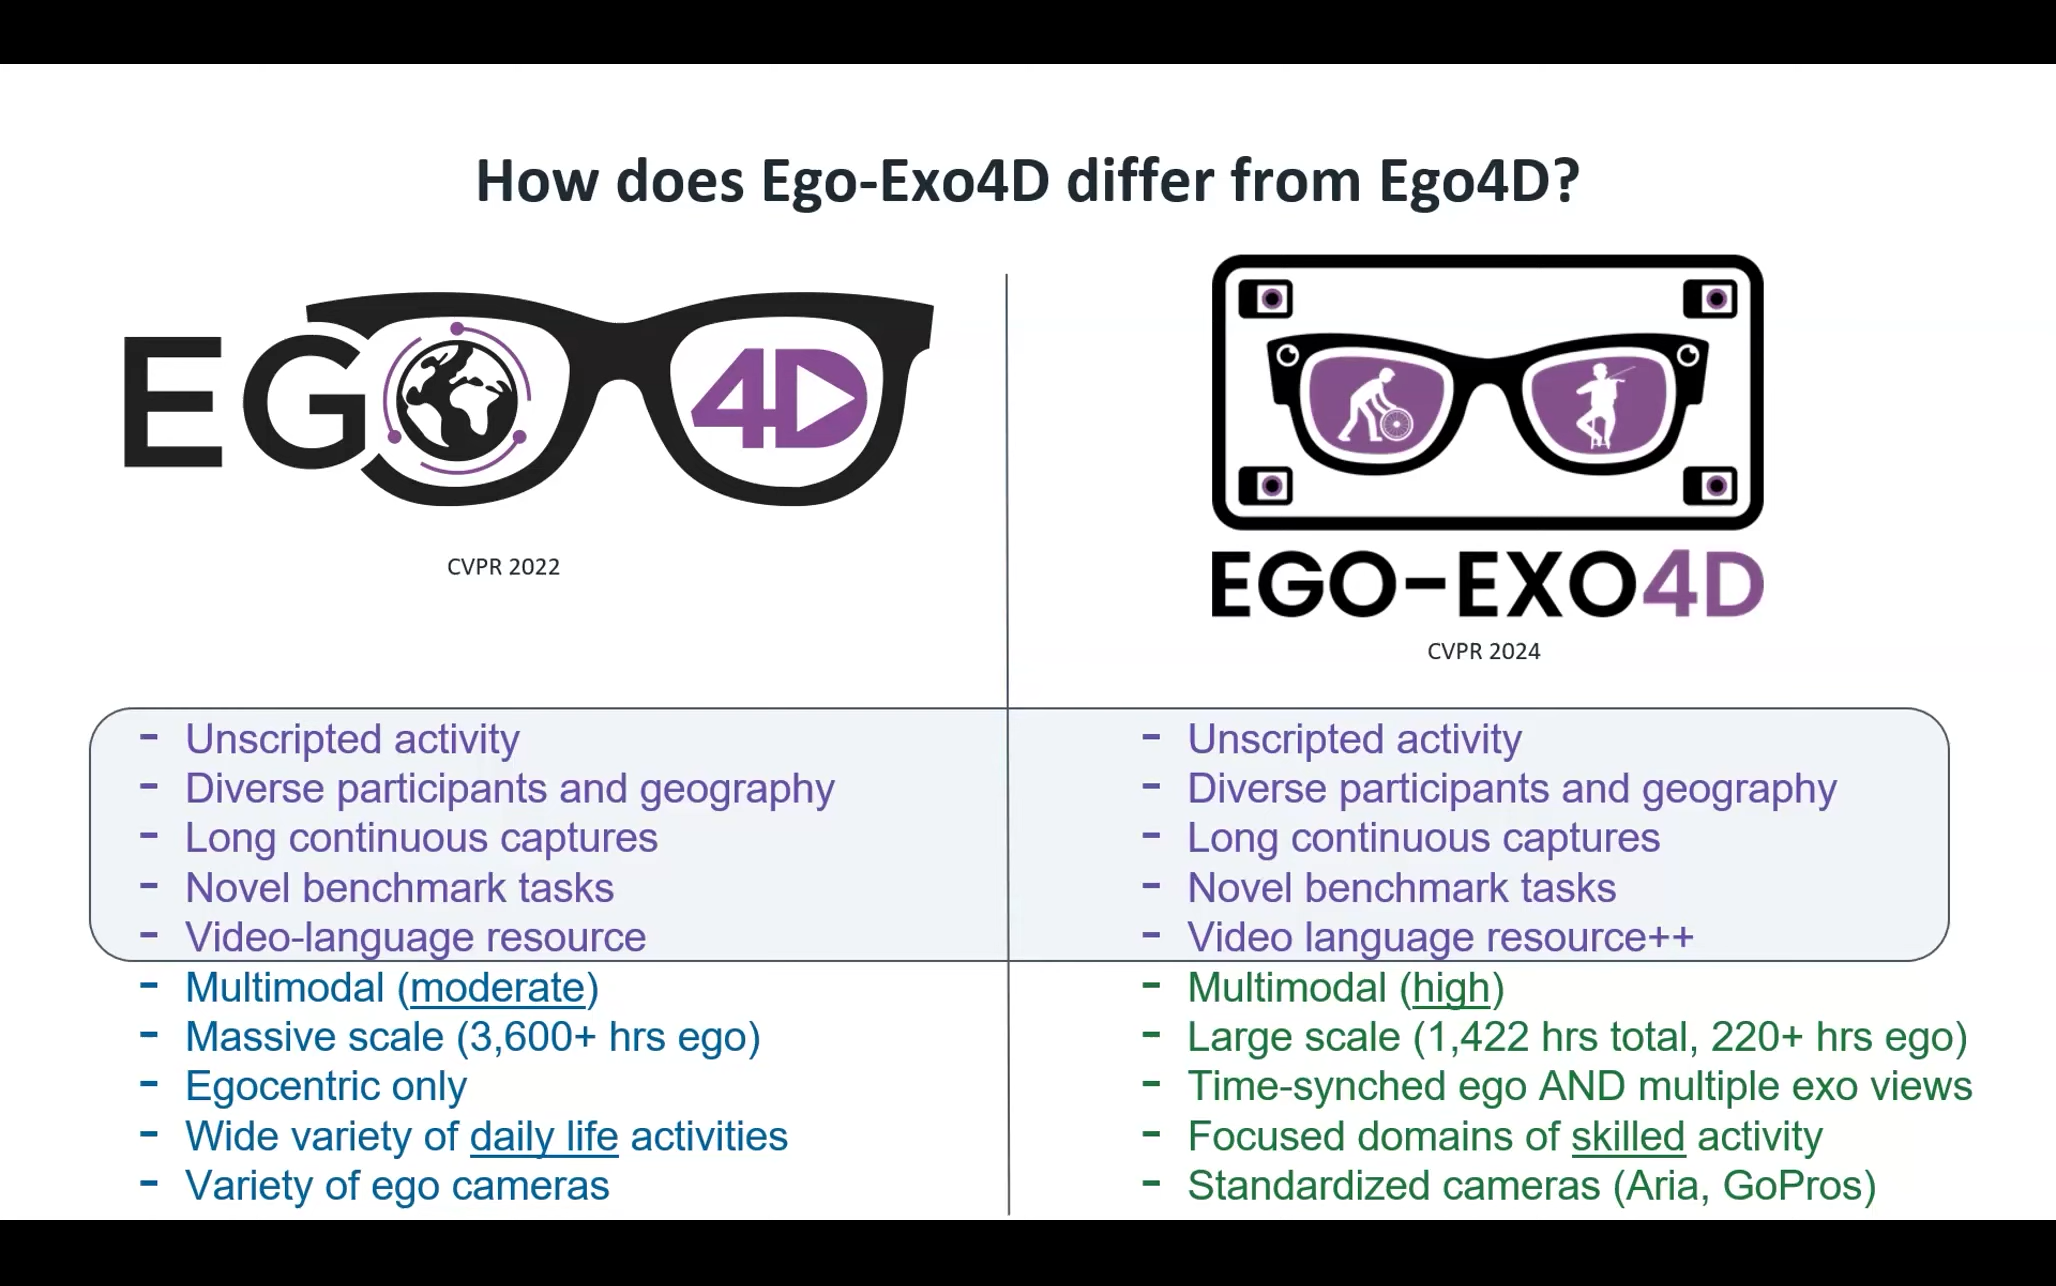 How does Ego-Exo4D differ from Ego4D?
EGO 4D
CVPR 2022
- Unscripted activity
- Diverse participants and geography
- Long continuous captures
- Novel benchmark tasks
- Video-language resource
- Multimodal (moderate)
- Massive scale (3,600+ hrs ego)
- Egocentric only
- Wide variety of daily life activities
- Variety of ego cameras
EGO-EXO4D
CVPR 2024
- Unscripted activity
- Diverse participants and geography
- Long continuous captures
- Novel benchmark tasks
- Video language resource++
- Multimodal (high)
- Large scale (1,422 hrs total, 220+ hrs ego)
- Time-synched ego AND multiple exo views
- Focused domains of skilled activity
- Standardized cameras (Aria, GoPros)